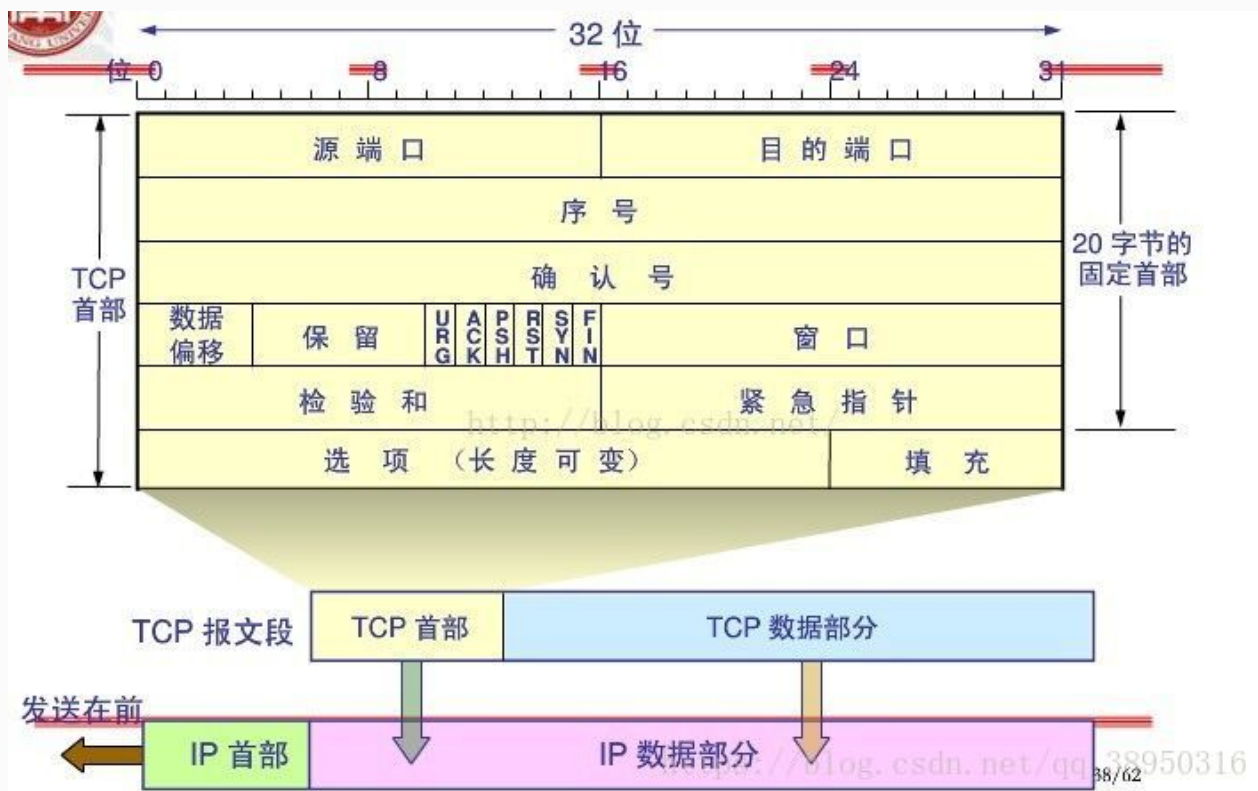 ANG UNIVE
32 位
位 0 8 16 24 31
源端口 目的端口
序号
TCP 首部
确认号
20 字节的固定首部
数据偏移 保留 URG ACK PSH RST SYN FIN 窗口
检验和 紧急指针
http://blog.csdn.net/
选项（长度可变） 填充
TCP 报文段 TCP 首部 TCP 数据部分
发送在前
IP 首部 IP 数据部分
://blog.csdn.net/qq_38950316
38/62